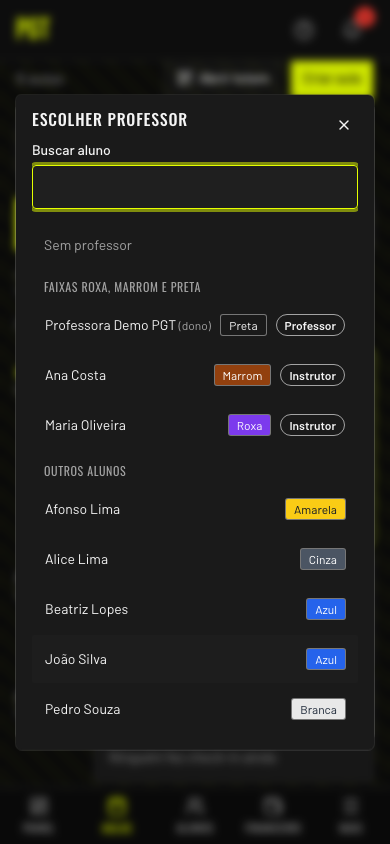 PGT
ESCOLHER PROFESSOR
Buscar aluno
Sem professor
FAIXAS ROXA, MARROM E PRETA
Professora Demo PGT (dono) Preta Professor
Ana Costa Marrom Instrutor
Maria Oliveira Roxa Instrutor
OUTROS ALUNOS
Afonso Lima Amarela
Alice Lima Cinza
Beatriz Lopes Azul
João Silva Azul
Pedro Souza Branca